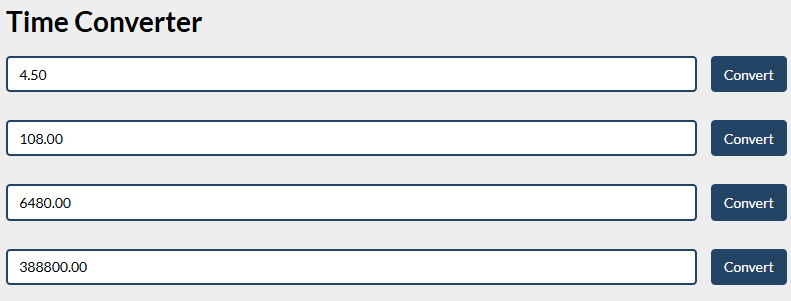 Time Converter
4.50 Convert
108.00 Convert
6480.00 Convert
388800.00 Convert